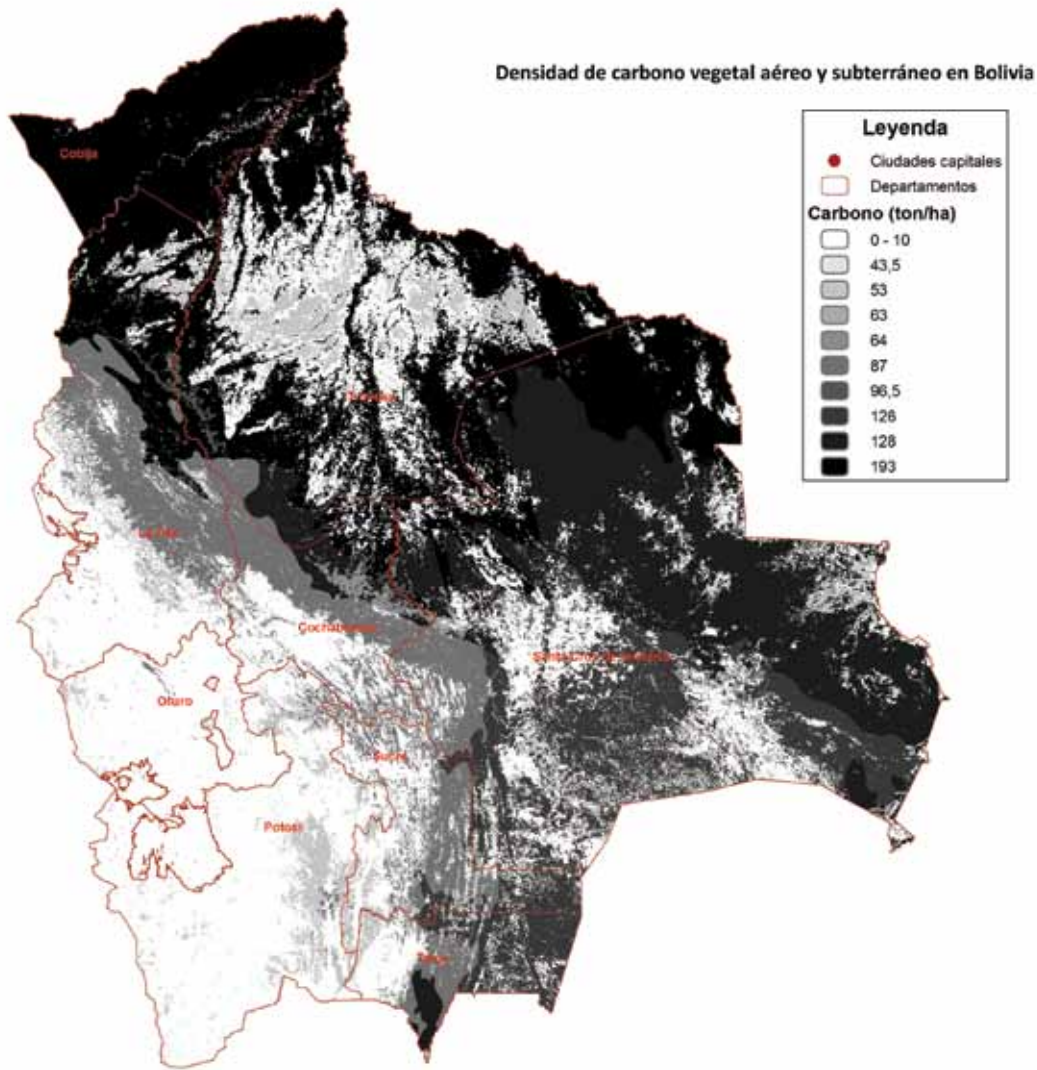 Densidad de carbono vegetal aéreo y subterráneo en Bolivia
Leyenda
Ciudades capitales
Departamentos
Carbono (ton/ha)
0 - 10
43,5
53
63
64
87
96,5
126
128
193
Cobija
Trinidad
La Paz
Cochabamba
Santa Cruz de la Sierra
Oruro
Sucre
Potosí
Tarija